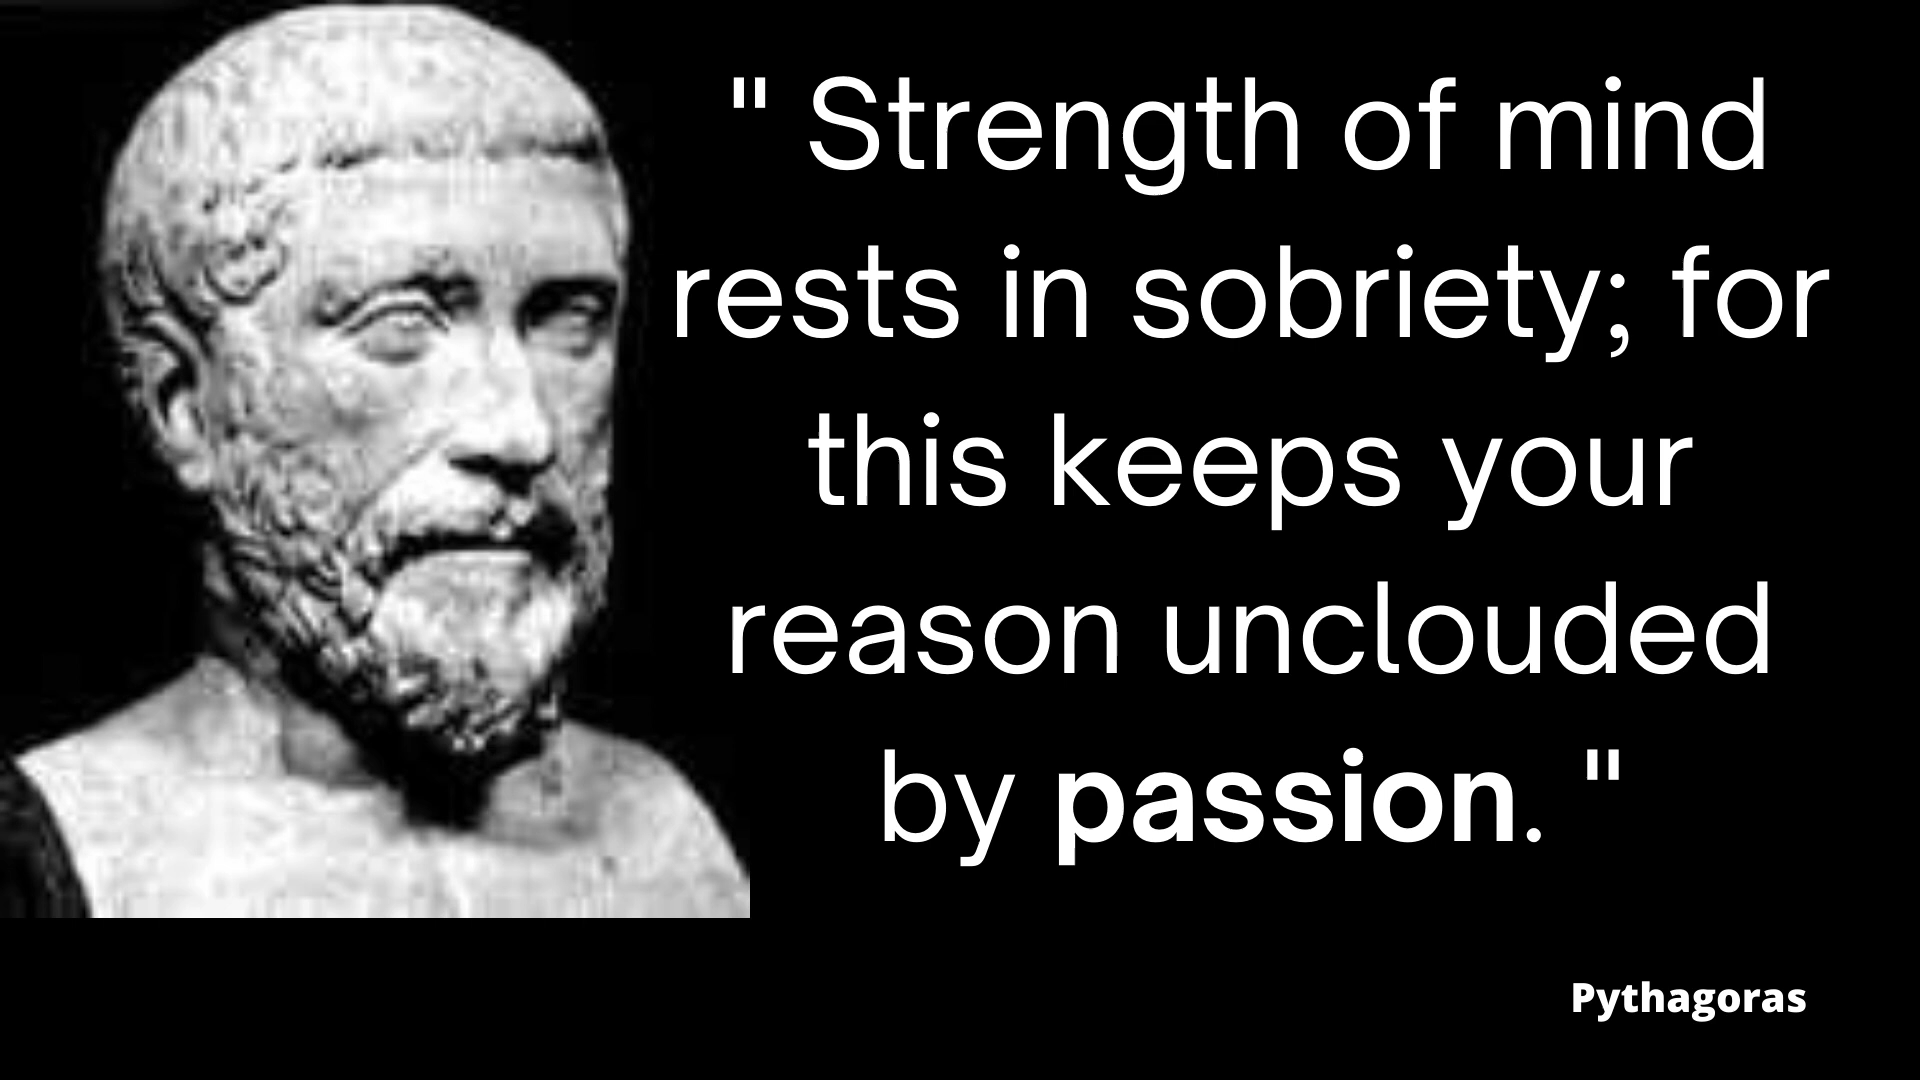 " Strength of mind
rests in sobriety; for
this keeps your
reason unclouded
by passion. "
Pythagoras